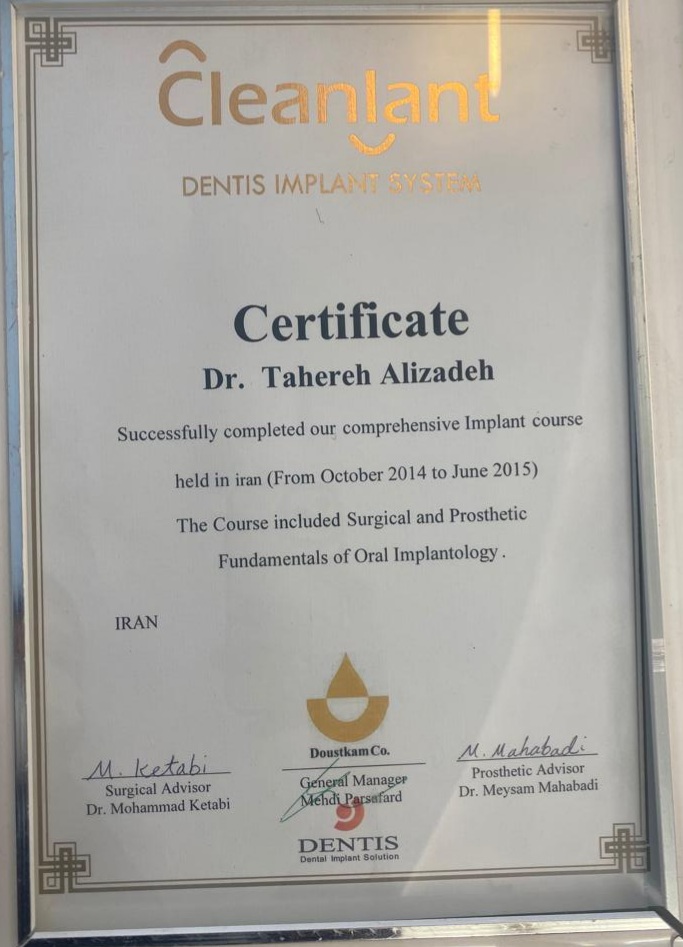 Cleanlant
DENTIS IMPLANT SYSTEM
Certificate
Dr. Tahereh Alizadeh
Successfully completed our comprehensive Implant course
held in iran (From October 2014 to June 2015)
The Course included Surgical and Prosthetic
Fundamentals of Oral Implantology.
IRAN
Doustkam Co.
M. Ketabi
Surgical Advisor
Dr. Mohammad Ketabi
General Manager
Mehdi Parsafard
M. Mahabadi
Prosthetic Advisor
Dr. Meysam Mahabadi
DENTIS
Dental Implant Solution